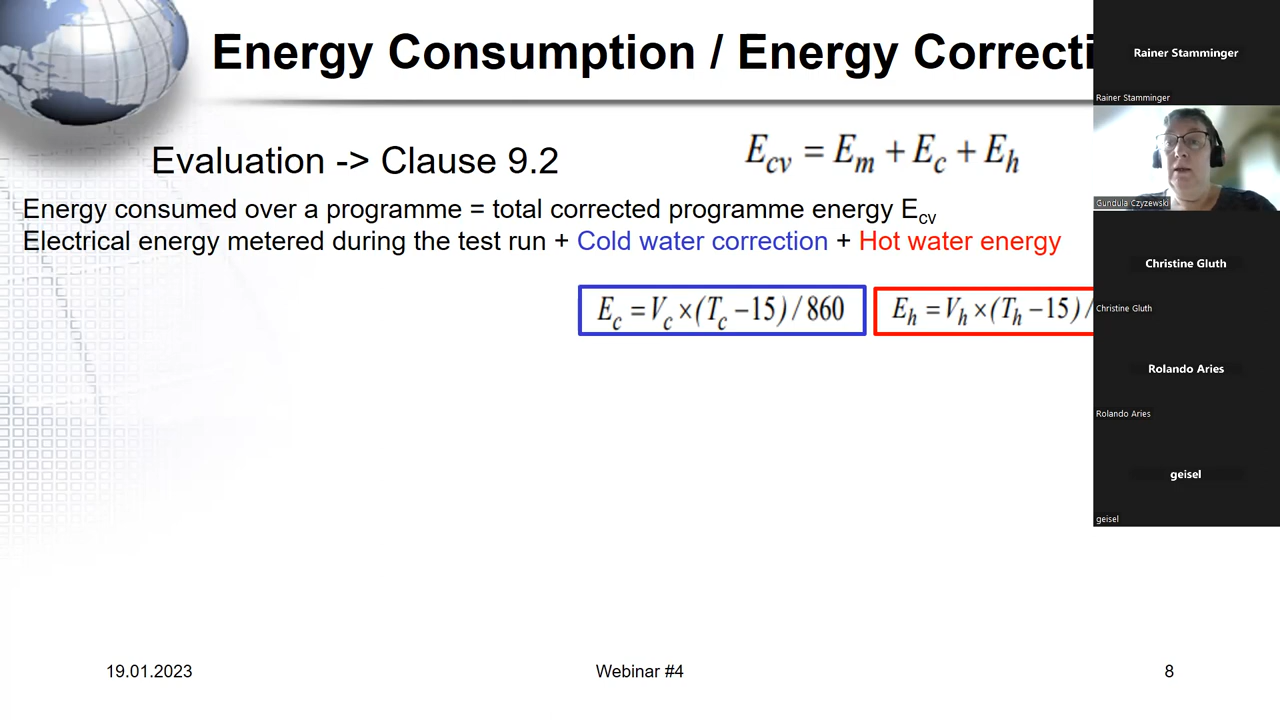 Energy Consumption / Energy Correcti
Evaluation -> Clause 9.2
E_cv = E_m + E_c + E_h
Energy consumed over a programme = total corrected programme energy E_cv
Electrical energy metered during the test run + Cold water correction + Hot water energy
E_c = V_c × (T_c − 15) / 860
E_h = V_h × (T_h − 15) /
19.01.2023
Webinar #4
8
Rainer Stamminger
Rainer Stamminger
Gundula Czyzewski
Christine Gluth
Christine Gluth
Rolando Aries
Rolando Aries
geisel
geisel